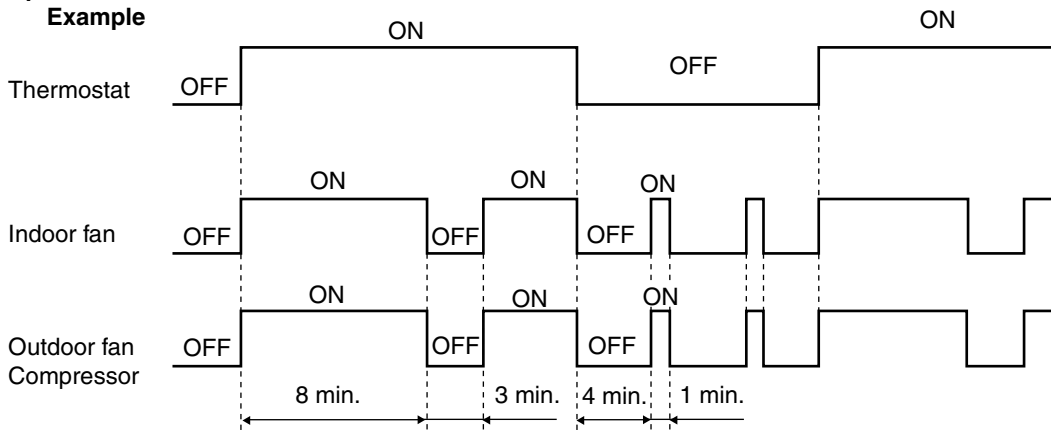 Example
ON
ON
Thermostat
OFF
OFF
ON
ON
ON
Indoor fan
OFF
OFF
OFF
ON
ON
ON
Outdoor fan
Compressor
OFF
OFF
OFF
8 min.
3 min.
4 min.
1 min.